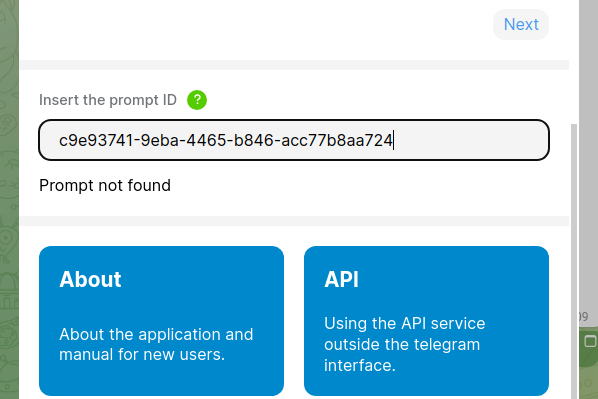 Next
Insert the prompt ID ?
c9e93741-9eba-4465-b846-acc77b8aa724
Prompt not found
About
About the application and
manual for new users.
API
Using the API service
outside the telegram
interface.
09